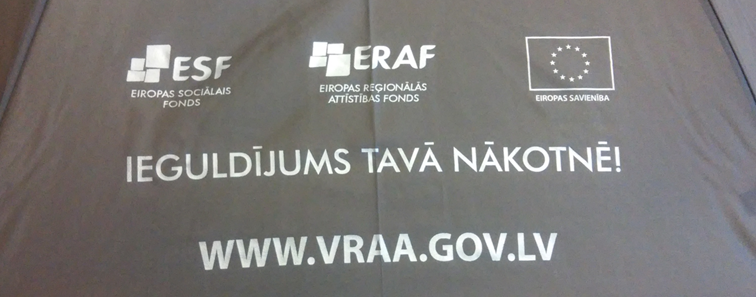 ESF
EIROPAS SOCIĀLAIS
FONDS
ERAF
EIROPAS REĢIONĀLĀS
ATTĪSTĪBAS FONDS
EIROPAS SAVIENĪBA
IEGULDĪJUMS TAVĀ NĀKOTNĒ!
WWW.VRAA.GOV.LV